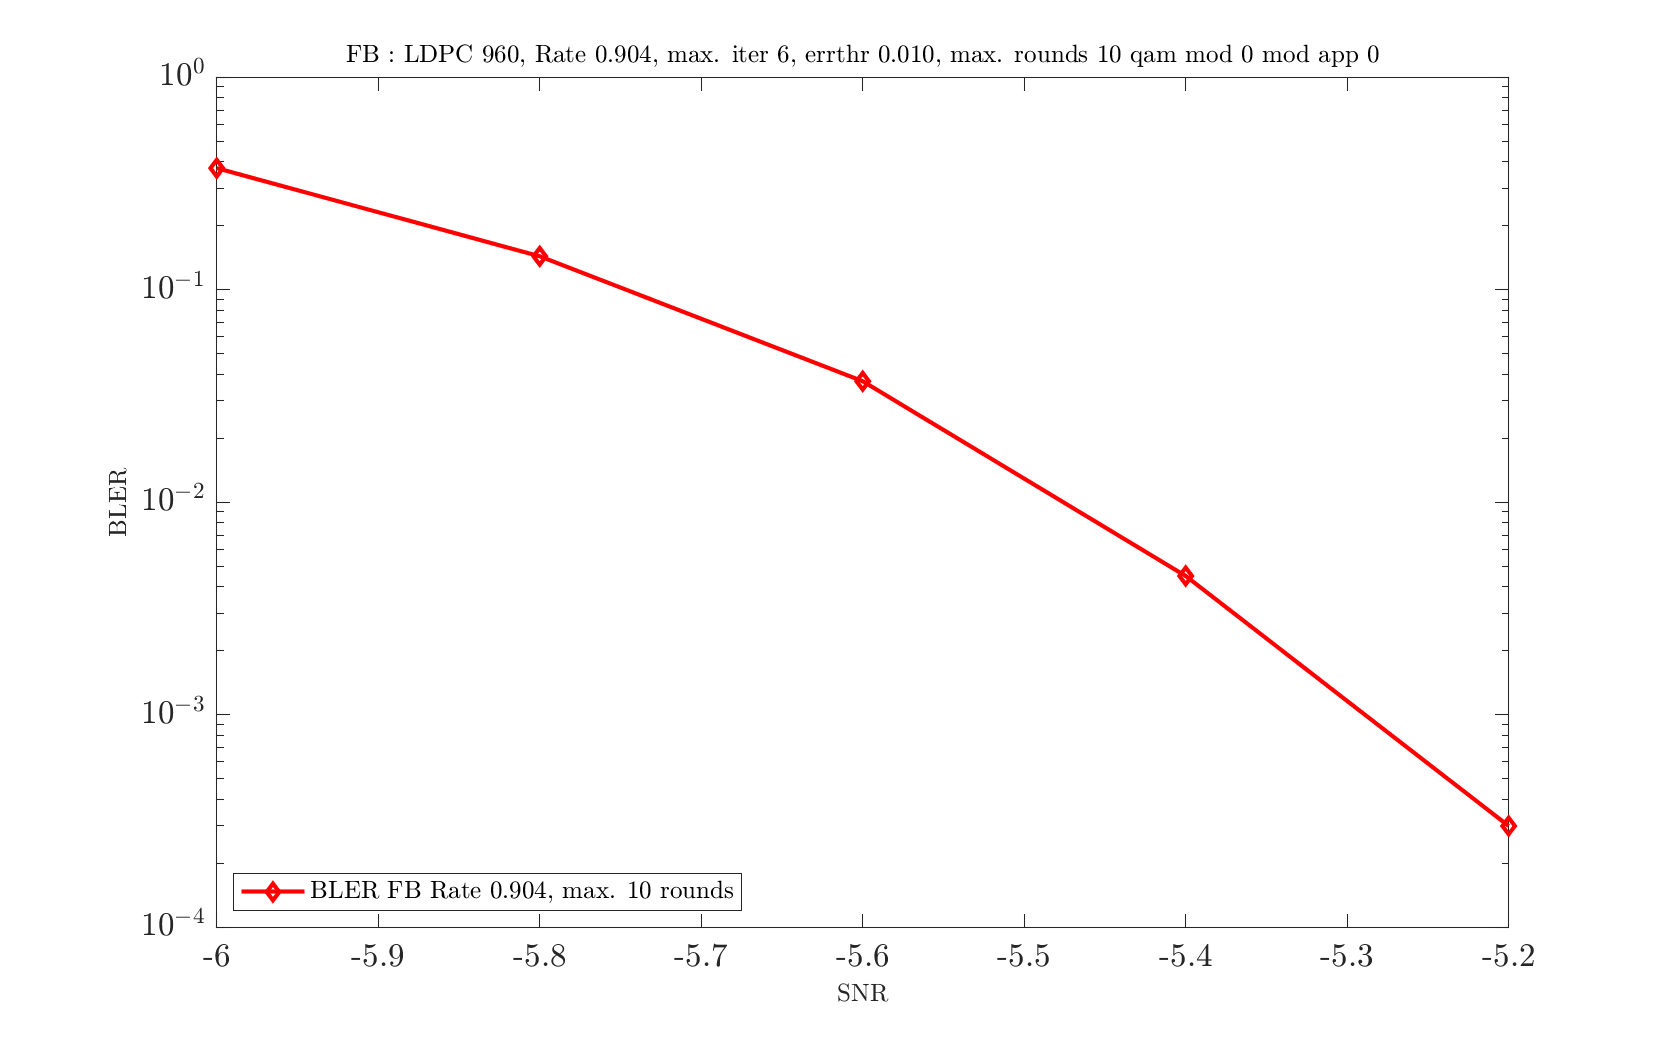 FB : LDPC 960, Rate 0.904, max. iter 6, errthr 0.010, max. rounds 10 qam mod 0 mod app 0
10^0
10^-1
10^-2
10^-3
10^-4
BLER
BLER FB Rate 0.904, max. 10 rounds
-6 -5.9 -5.8 -5.7 -5.6 -5.5 -5.4 -5.3 -5.2
SNR